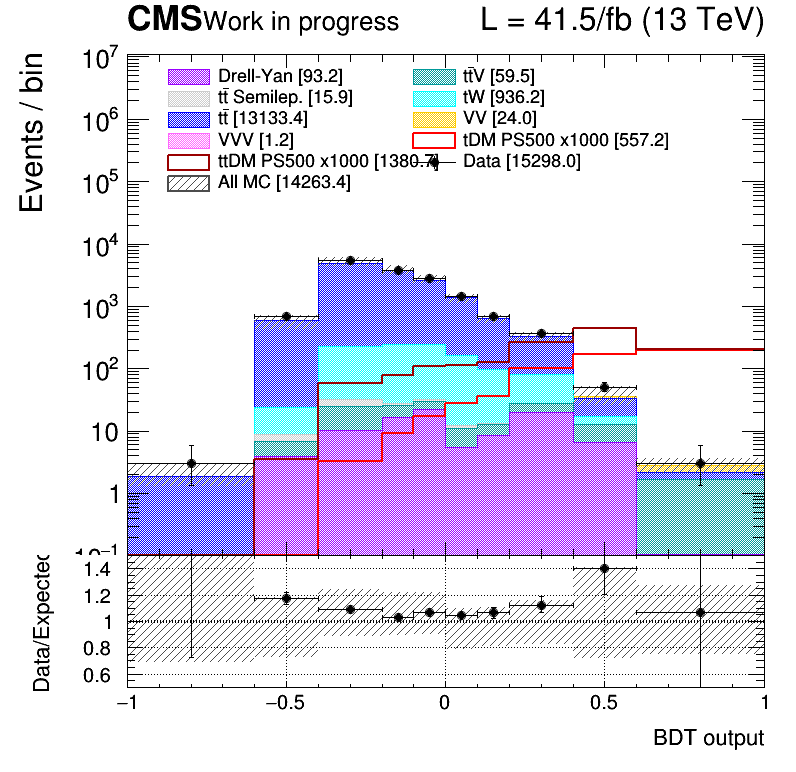 CMS Work in progress L = 41.5/fb (13 TeV)
Events / bin
10⁷
10⁶
10⁵
10⁴
10³
10²
10
1
10⁻¹
Drell-Yan [93.2] tt̄V [59.5]
tt̄ Semilep. [15.9] tW [936.2]
tt̄ [13133.4] VV [24.0]
VVV [1.2] tDM PS500 x1000 [557.2]
ttDM PS500 x1000 [1380.7] Data [15298.0]
All MC [14263.4]
Data/Expected
1.4
1.2
1
0.8
0.6
−1 −0.5 0 0.5 1
BDT output